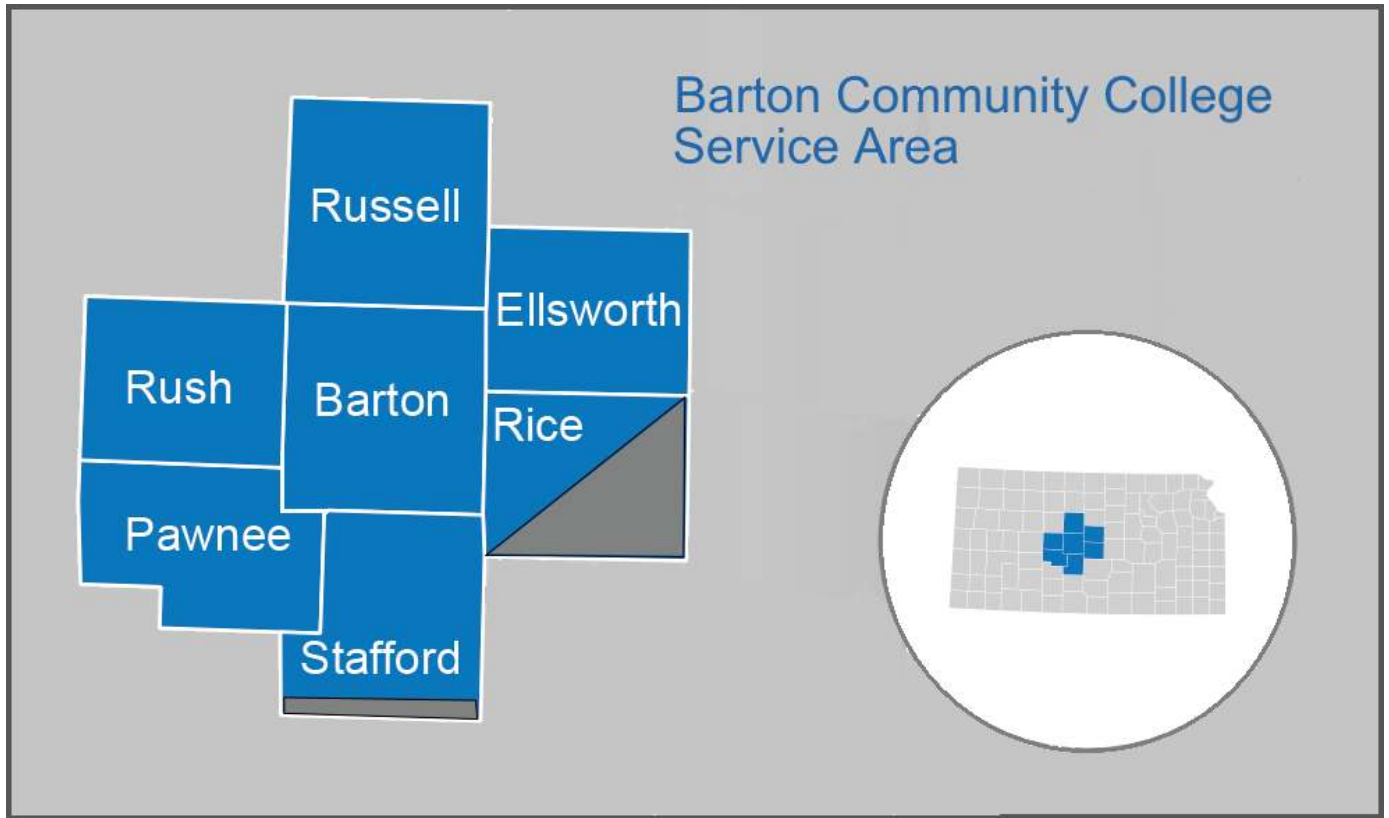 Barton Community College
Service Area
Russell
Ellsworth
Rush
Barton
Rice
Pawnee
Stafford